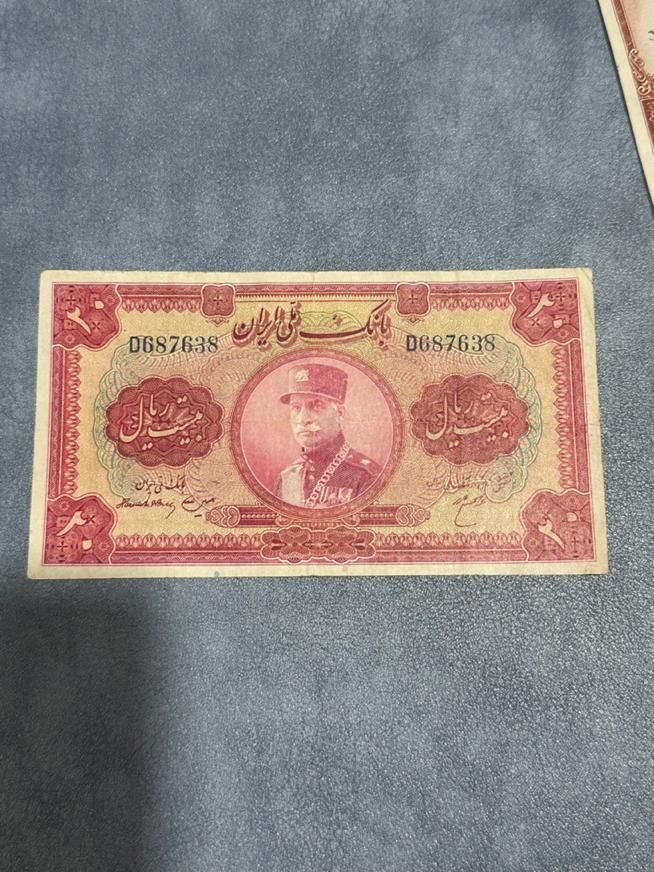 بانک ملی ایران
D687638 D687638
۲۰ ۲۰
بیست ریال بیست ریال
۲۰ ۲۰